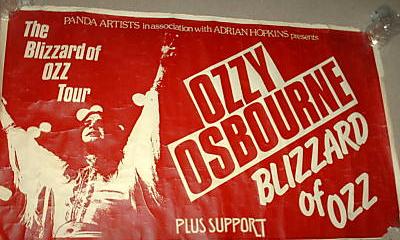 PANDA ARTISTS in association with ADRIAN HOPKINS presents
The
Blizzard of
OZZ
Tour
OZZY
OSBOURNE
BLIZZARD
of OZZ
PLUS SUPPORT